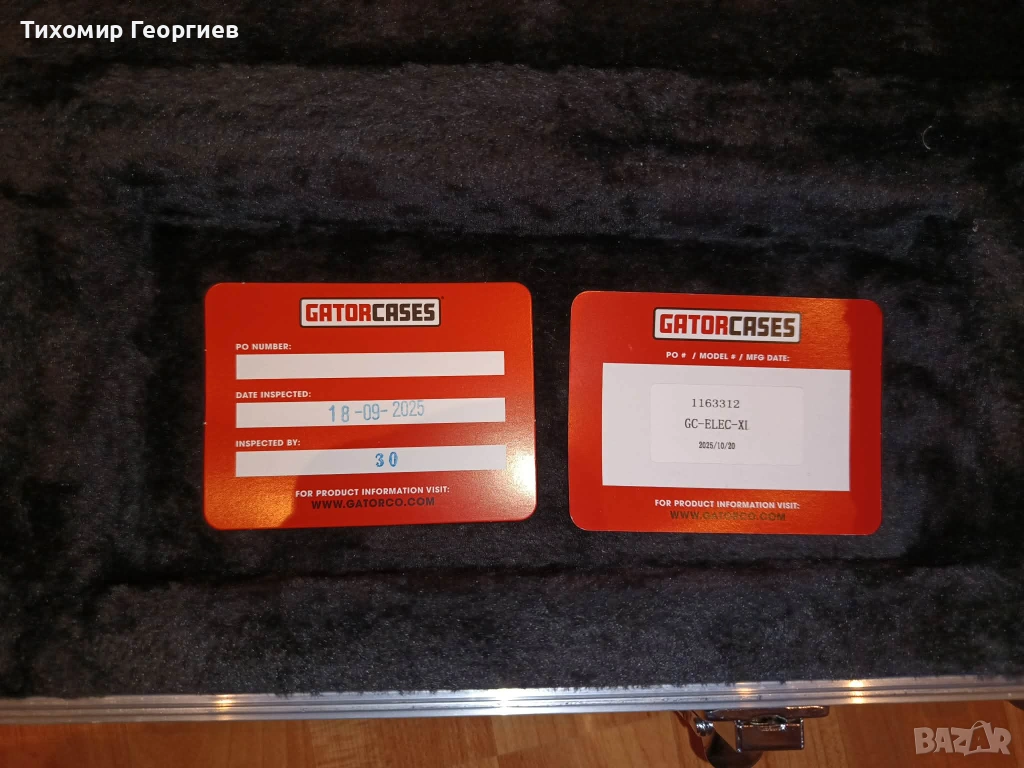 Тихомир Георгиев
GATORCASES
PO NUMBER:
DATE INSPECTED:
18-09-2025
INSPECTED BY:
30
FOR PRODUCT INFORMATION VISIT:
WWW.GATORCO.COM
GATORCASES
PO # / MODEL # / MFG DATE:
1163312
GC-ELEC-XL
2025/10/20
FOR PRODUCT INFORMATION VISIT:
WWW.GATORCO.COM
BAZAR